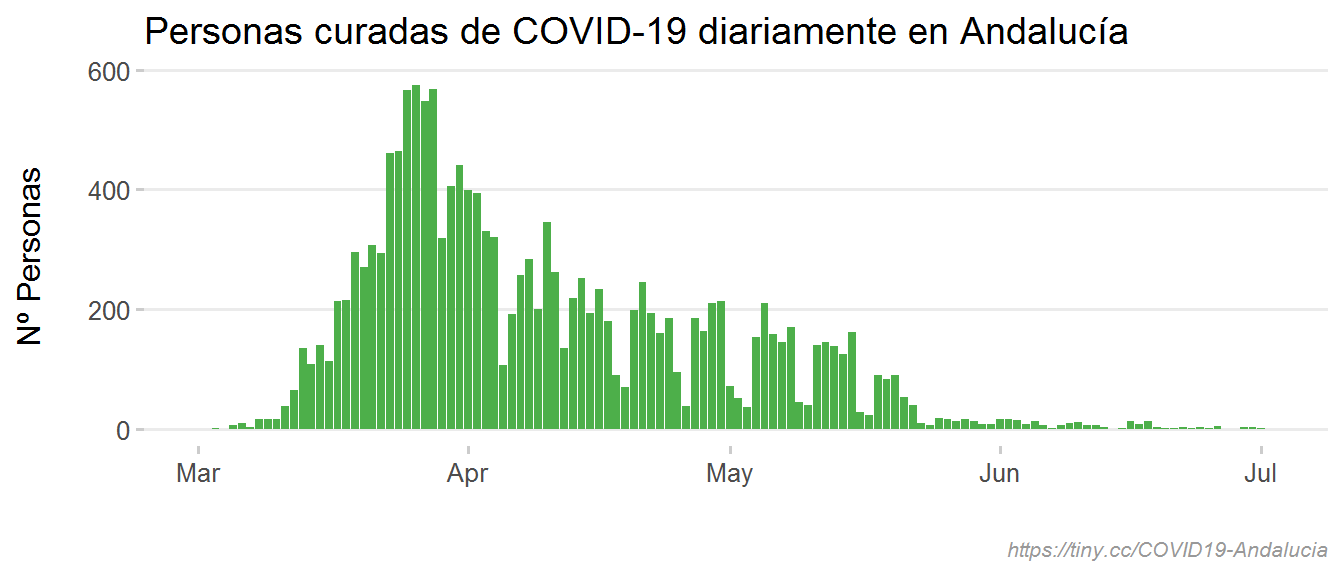 Personas curadas de COVID-19 diariamente en Andalucía
Nº Personas
600
400
200
0
Mar Apr May Jun Jul
https://tiny.cc/COVID19-Andalucia